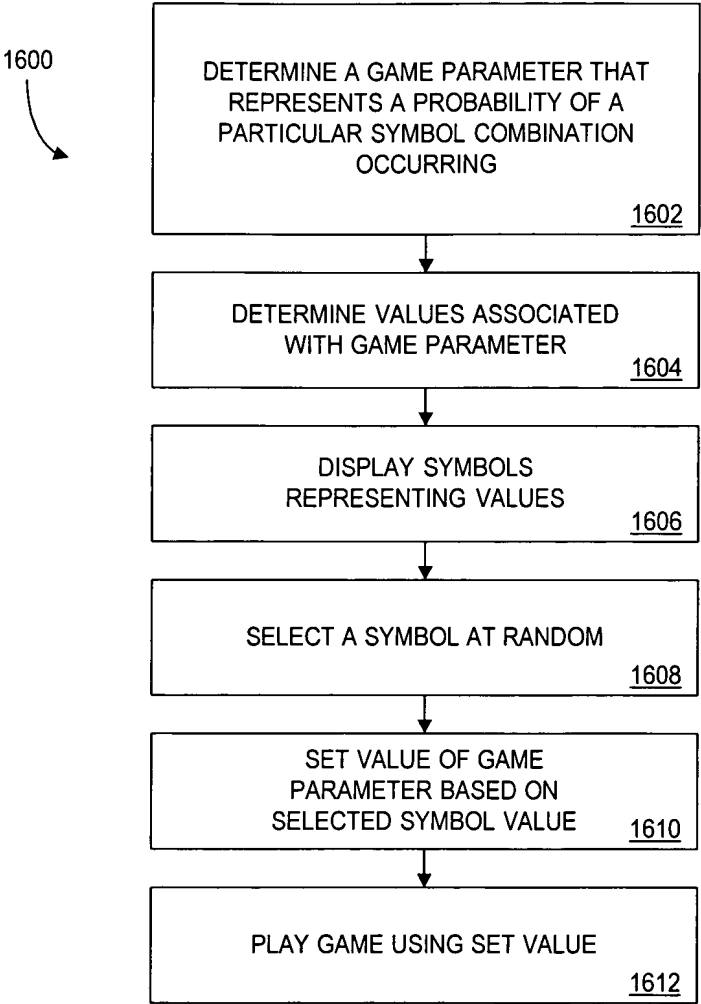 1600
DETERMINE A GAME PARAMETER THAT
REPRESENTS A PROBABILITY OF A
PARTICULAR SYMBOL COMBINATION
OCCURRING
1602
DETERMINE VALUES ASSOCIATED
WITH GAME PARAMETER
1604
DISPLAY SYMBOLS
REPRESENTING VALUES
1606
SELECT A SYMBOL AT RANDOM
1608
SET VALUE OF GAME
PARAMETER BASED ON
SELECTED SYMBOL VALUE
1610
PLAY GAME USING SET VALUE
1612